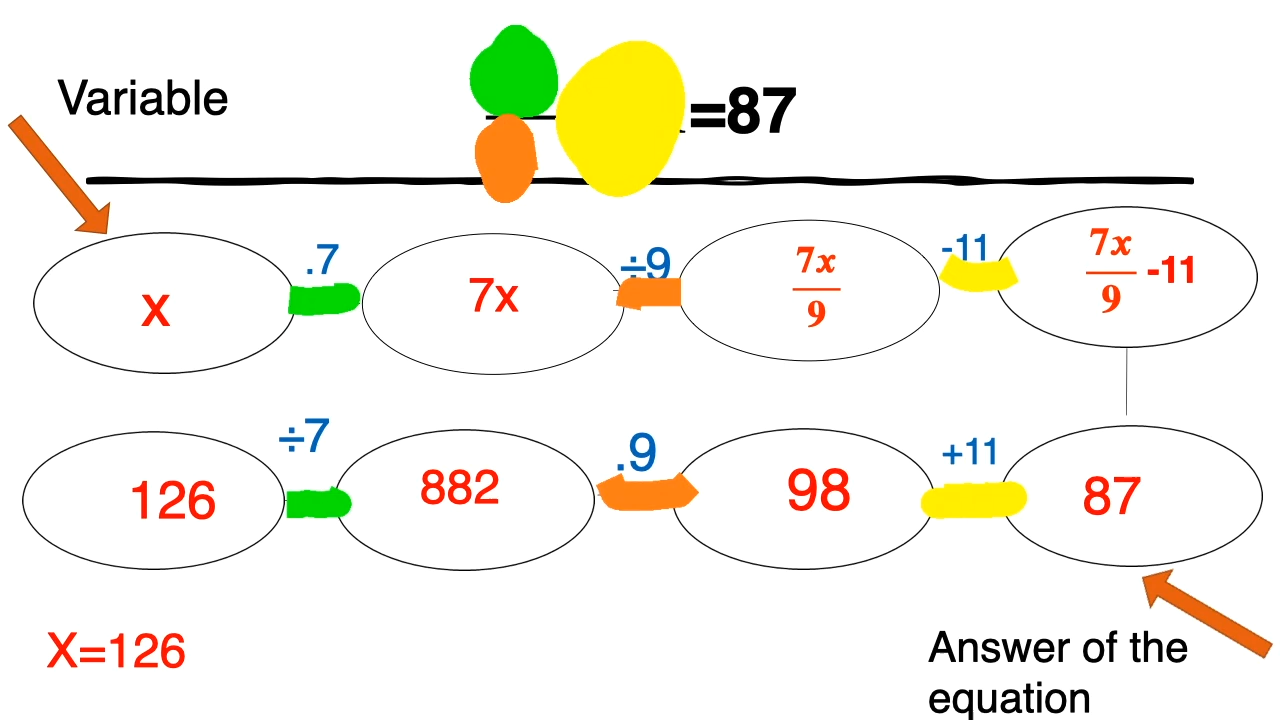 Variable
=87
.7
÷9
-11
x
7x
7x
9
7x
9
-11
÷7
.9
+11
126
882
98
87
X=126
Answer of the
equation